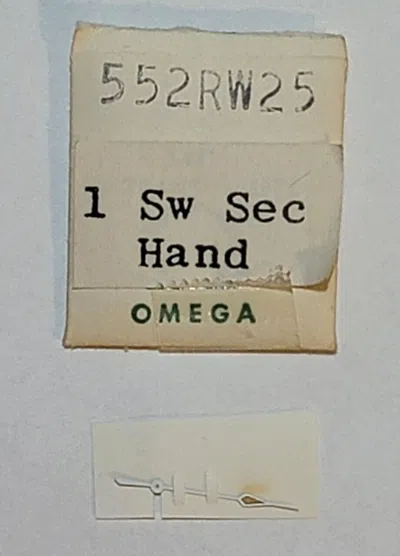 552RW25
1 Sw Sec
Hand
OMEGA